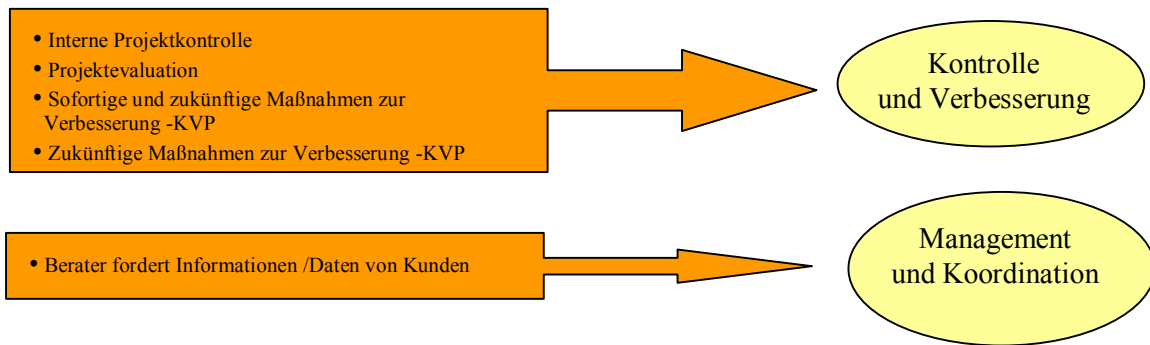 • Interne Projektkontrolle
• Projektevaluation
• Sofortige und zukünftige Maßnahmen zur
Verbesserung -KVP
• Zukünftige Maßnahmen zur Verbesserung -KVP
Kontrolle
und Verbesserung
• Berater fordert Informationen /Daten von Kunden
Management
und Koordination